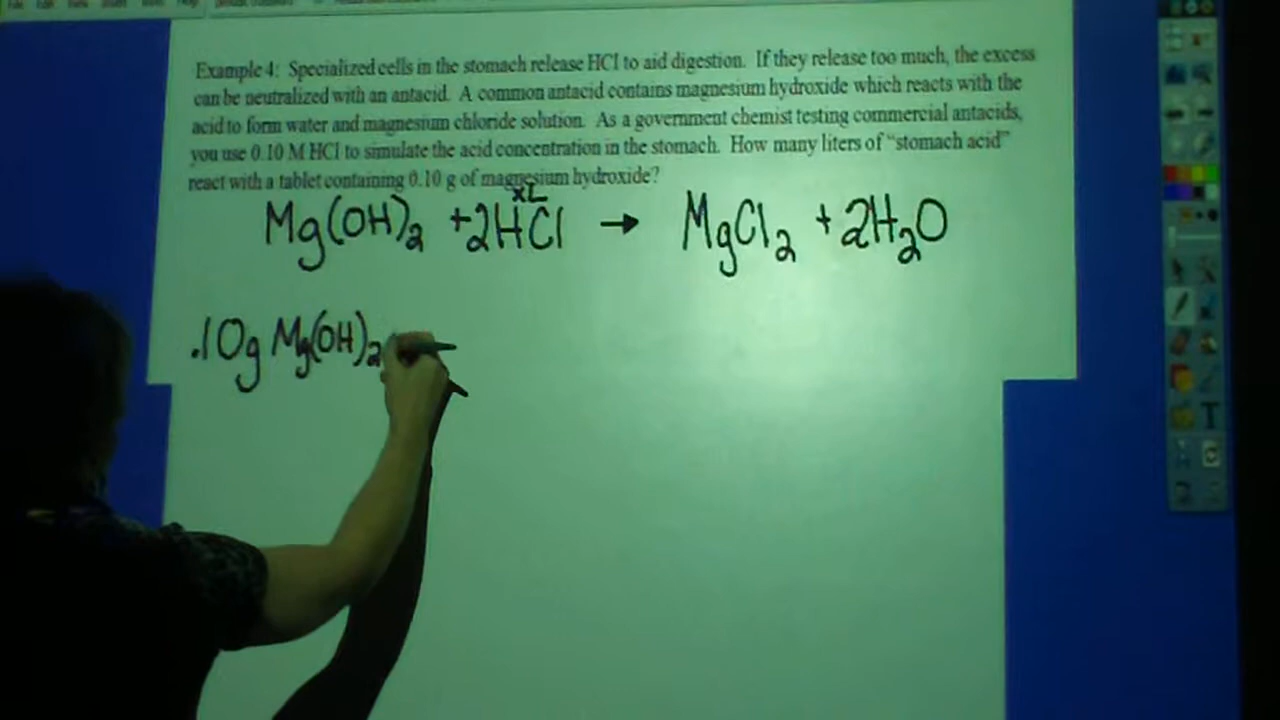 Example 4: Specialized cells in the stomach release HCl to aid digestion. If they release too much, the excess
can be neutralized with an antacid. A common antacid contains magnesium hydroxide which reacts with the
acid to form water and magnesium chloride solution. As a government chemist testing commercial antacids,
you use 0.10 M HCl to simulate the acid concentration in the stomach. How many liters of "stomach acid"
react with a tablet containing 0.10 g of magnesium hydroxide?
xL
Mg(OH)₂ +2HCl → MgCl₂ +2H₂O
.10g Mg(OH)₂
T